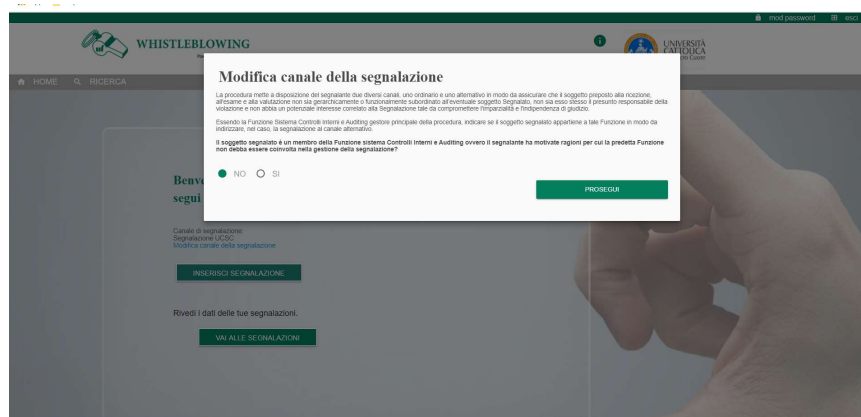 mod password
esci
WHISTLEBLOWING
UNIVERSITÀ
CATTOLICA
HOME
RICERCA
Modifica canale della segnalazione
La procedura mette a disposizione del segnalante due diversi canali, uno ordinario e uno alternativo in modo da assicurare che il soggetto preposto alla ricezione,
all'esame e alla valutazione non sia gerarchicamente o funzionalmente subordinato all'eventuale soggetto Segnalato, non sia esso stesso il presunto responsabile della
violazione e non abbia un potenziale interesse correlato alla Segnalazione tale da compromettere l'imparzialità e l'indipendenza di giudizio.
Essendo la Funzione Sistema Controlli Interni e Auditing gestore principale della procedura, indicare se il soggetto segnalato appartiene a tale Funzione in modo da
indirizzare, nel caso, la segnalazione al canale alternativo.
Il soggetto segnalato è un membro della Funzione sistema Controlli Interni e Auditing ovvero il segnalante ha motivate ragioni per cui la predetta Funzione
non debba essere coinvolta nella gestione della segnalazione?
NO
SI
PROSEGUI
segui
Canale di segnalazione:
Segnalazione UCSC
Modifica canale della segnalazione
INSERISCI SEGNALAZIONE
Rivedi i dati delle tue segnalazioni.
VAI ALLE SEGNALAZIONI